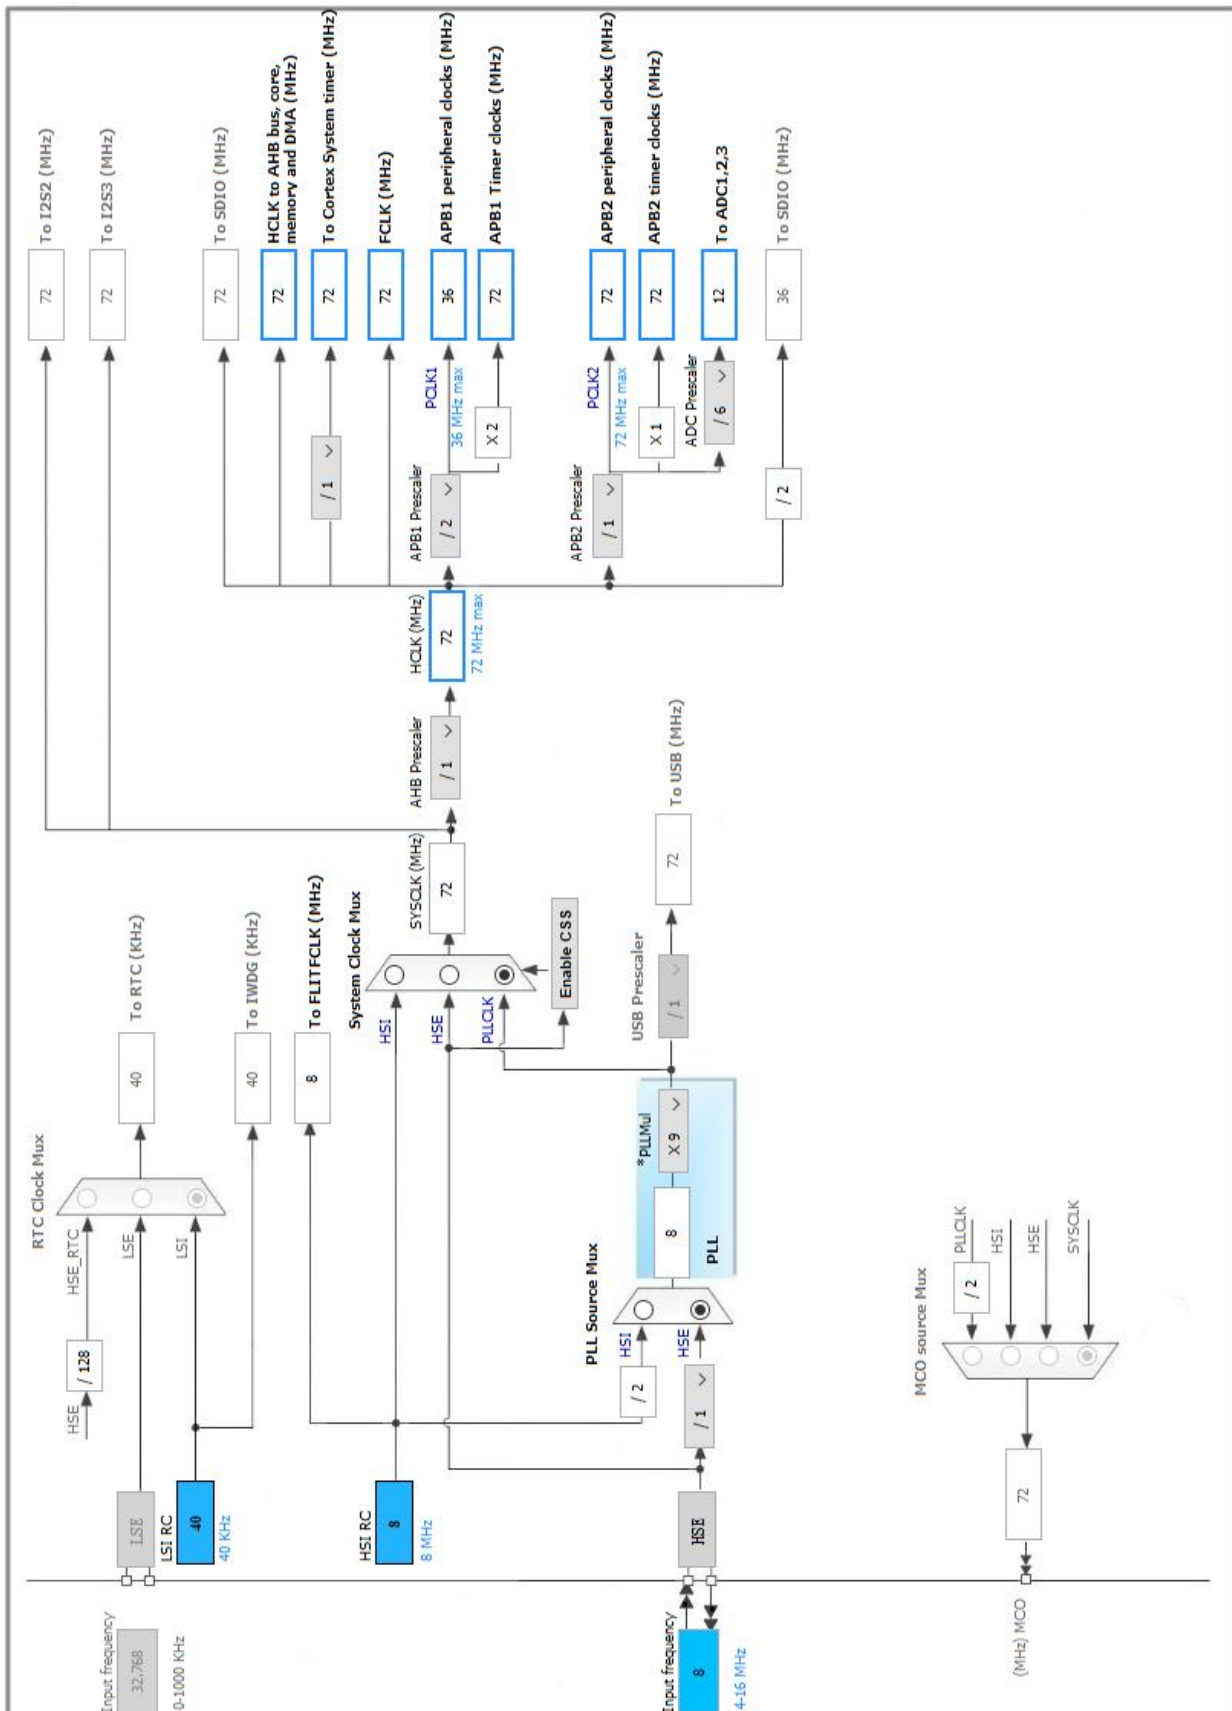 Input frequency
32.768
0-1000 KHz
LSE
LSI RC
40
40 KHz
HSE
/ 128
HSE_RTC
LSE
LSI
RTC Clock Mux
40
To RTC (KHz)
40
To IWDG (KHz)
8
To FLITFCLK (MHz)
HSI RC
8
8 MHz
Input frequency
8
4-16 MHz
HSE
/ 1
/ 2
PLL Source Mux
HSI
HSE
8
*PLLMul
X 9
PLL
System Clock Mux
HSI
HSE
PLLCLK
Enable CSS
USB Prescaler
/ 1
72
To USB (MHz)
SYSCLK (MHz)
72
AHB Prescaler
/ 1
HCLK (MHz)
72
72 MHz max
72
To I2S2 (MHz)
72
To I2S3 (MHz)
72
To SDIO (MHz)
72
HCLK to AHB bus, core,
memory and DMA (MHz)
/ 1
72
To Cortex System timer (MHz)
72
FCLK (MHz)
APB1 Prescaler
/ 2
PCLK1
36 MHz max
36
APB1 peripheral clocks (MHz)
X 2
72
APB1 Timer clocks (MHz)
APB2 Prescaler
/ 1
PCLK2
72 MHz max
72
APB2 peripheral clocks (MHz)
X 1
72
APB2 timer clocks (MHz)
ADC Prescaler
/ 6
12
To ADC1,2,3
/ 2
36
To SDIO (MHz)
(MHz) MCO
72
MCO source Mux
/ 2
PLLCLK
HSI
HSE
SYSCLK